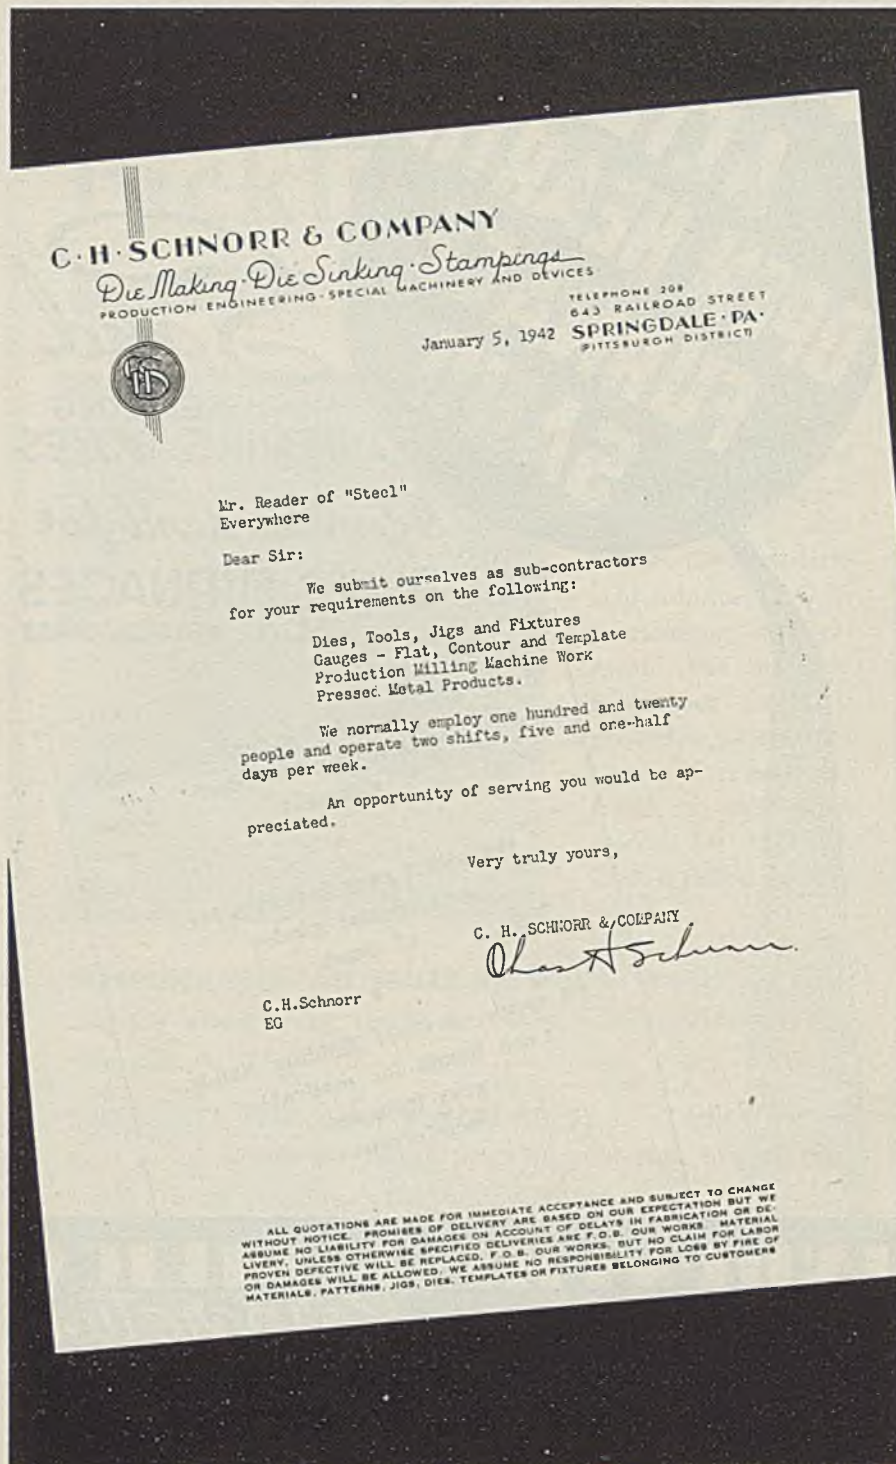 C·H·SCHNORR & COMPANY
Die Making·Die Sinking·Stampings
PRODUCTION ENGINEERING·SPECIAL MACHINERY AND DEVICES
TELEPHONE 208
643 RAILROAD STREET
SPRINGDALE·PA·
(PITTSBURGH DISTRICT)
January 5, 1942
Mr. Reader of "Steel"
Everywhere
Dear Sir:
We submit ourselves as sub-contractors
for your requirements on the following:
Dies, Tools, Jigs and Fixtures
Gauges - Flat, Contour and Template
Production Milling Machine Work
Pressed Metal Products.
We normally employ one hundred and twenty
people and operate two shifts, five and one-half
days per week.
An opportunity of serving you would be ap-
preciated.
Very truly yours,
C. H. SCHNORR & COMPANY
Chas H Schnorr
C.H.Schnorr
EG
ALL QUOTATIONS ARE MADE FOR IMMEDIATE ACCEPTANCE AND SUBJECT TO CHANGE
WITHOUT NOTICE. PROMISES OF DELIVERY ARE BASED ON OUR EXPECTATION BUT WE
ASSUME NO LIABILITY FOR DAMAGES ON ACCOUNT OF DELAYS IN FABRICATION OR DE-
LIVERY, UNLESS OTHERWISE SPECIFIED DELIVERIES ARE F.O.B. OUR WORKS. MATERIAL
PROVEN DEFECTIVE WILL BE REPLACED, F.O.B. OUR WORKS, BUT NO CLAIM FOR LABOR
OR DAMAGES WILL BE ALLOWED. WE ASSUME NO RESPONSIBILITY FOR LOSS BY FIRE OF
MATERIALS, PATTERNS, JIGS, DIES, TEMPLATES OR FIXTURES BELONGING TO CUSTOMERS